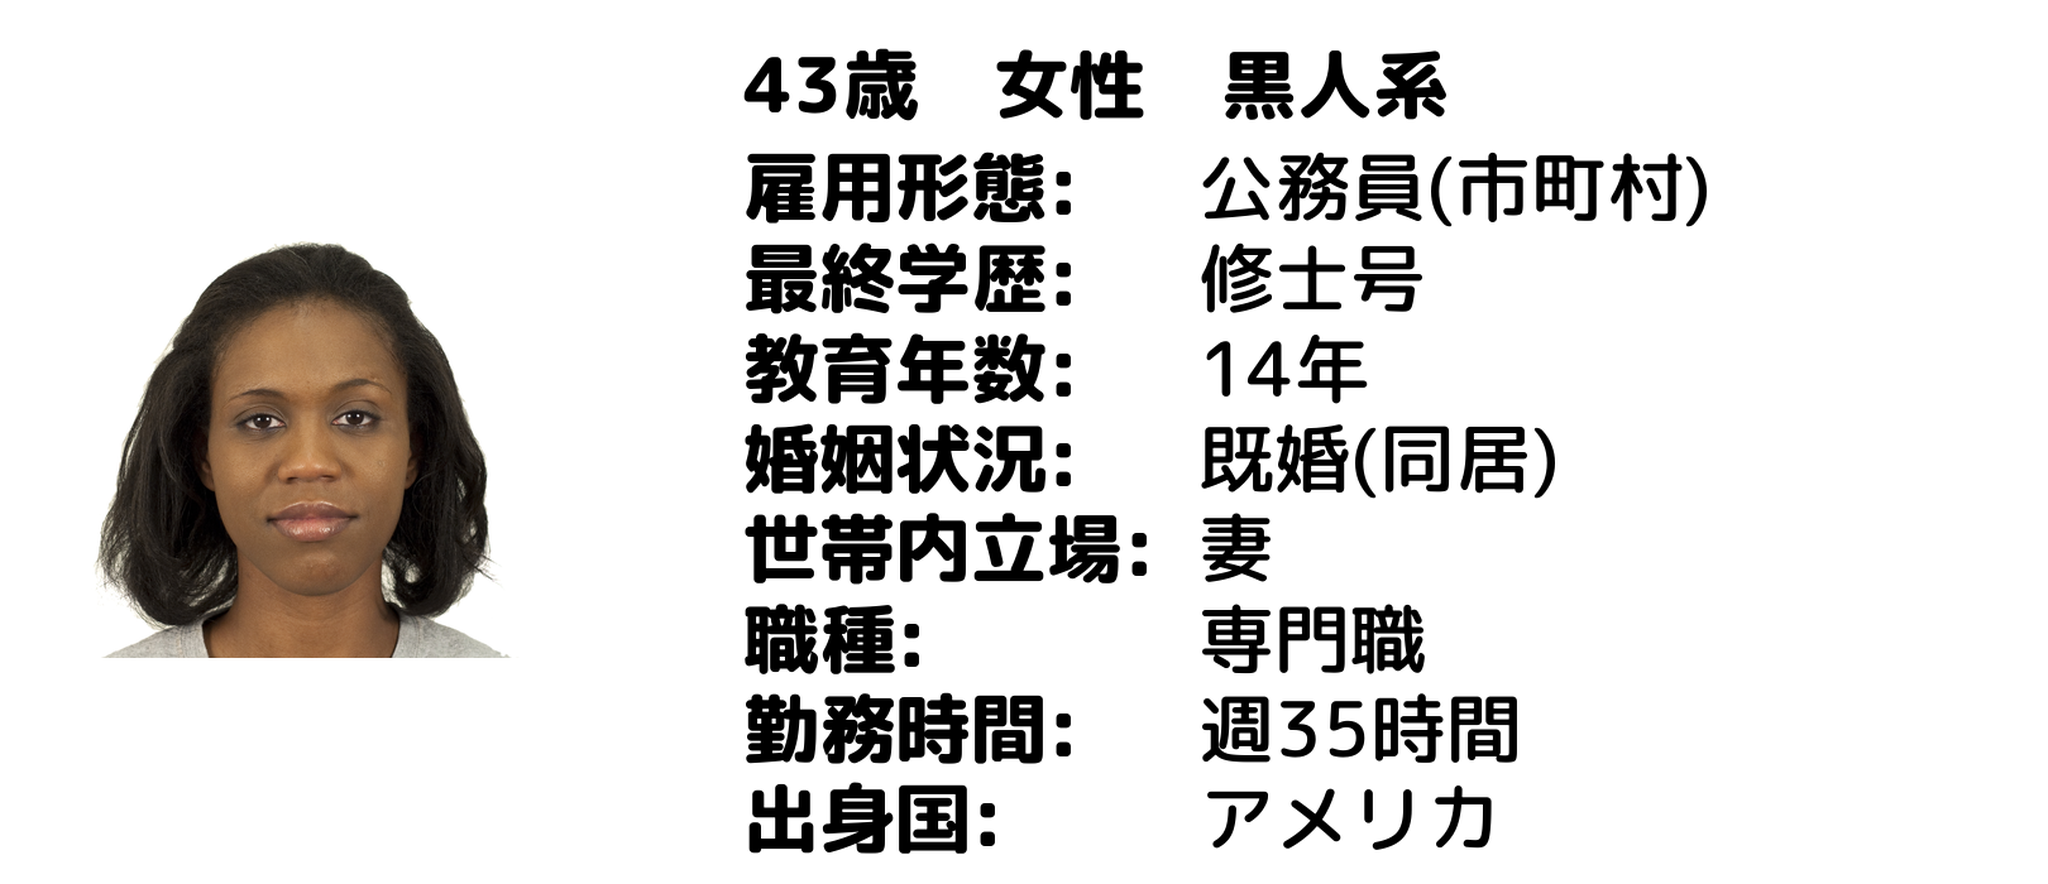 43歳　女性　黒人系
雇用形態: 公務員(市町村)
最終学歴: 修士号
教育年数: 14年
婚姻状況: 既婚(同居)
世帯内立場: 妻
職種: 専門職
勤務時間: 週35時間
出身国: アメリカ